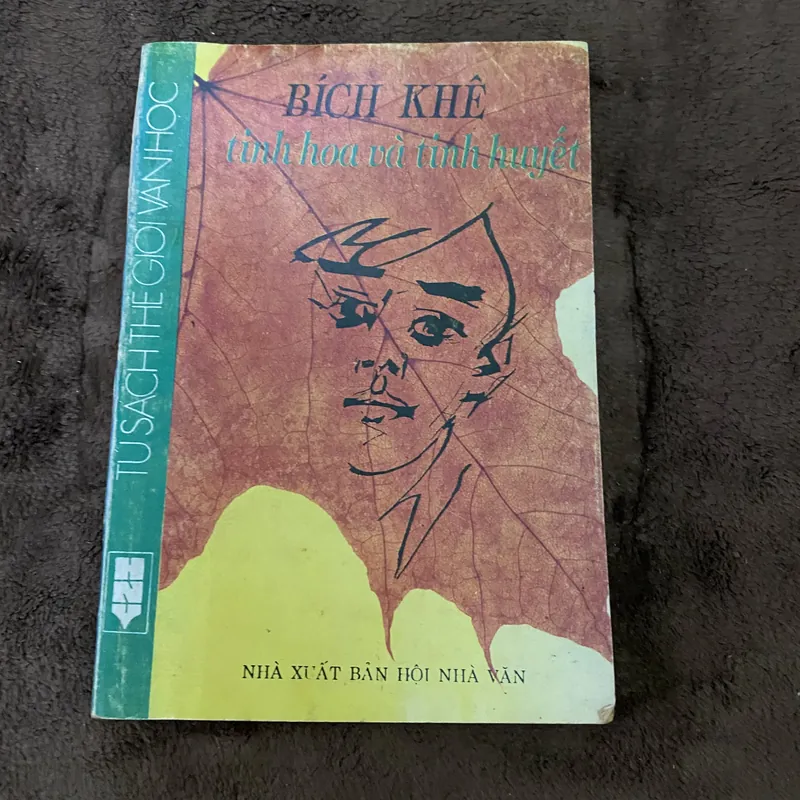 BÍCH KHÊ
tinh hoa và tinh huyết
TỦ SÁCH THẾ GIỚI VĂN HỌC
NHÀ XUẤT BẢN HỘI NHÀ VĂN